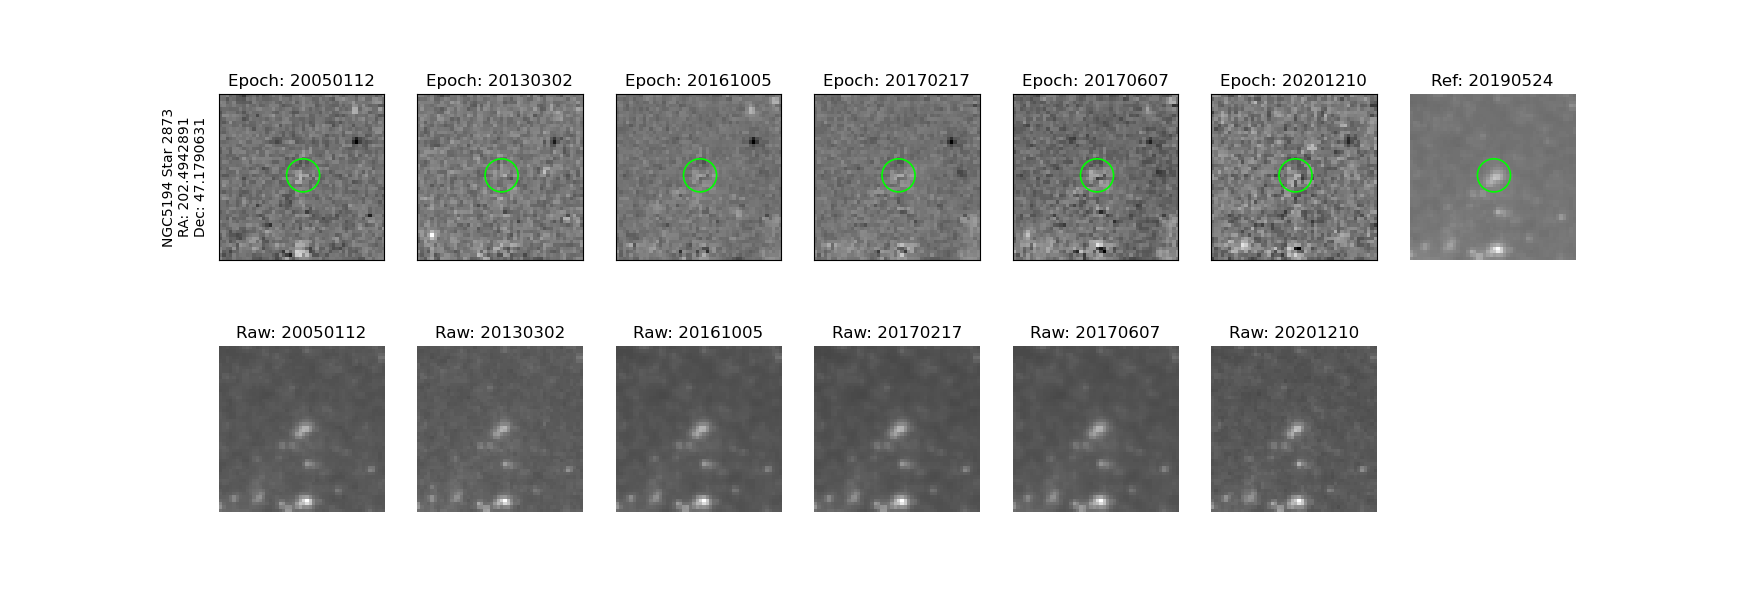 NGC5194 Star 2873
RA: 202.4942891
Dec: 47.1790631
Epoch: 20050112
Epoch: 20130302
Epoch: 20161005
Epoch: 20170217
Epoch: 20170607
Epoch: 20201210
Ref: 20190524
Raw: 20050112
Raw: 20130302
Raw: 20161005
Raw: 20170217
Raw: 20170607
Raw: 20201210